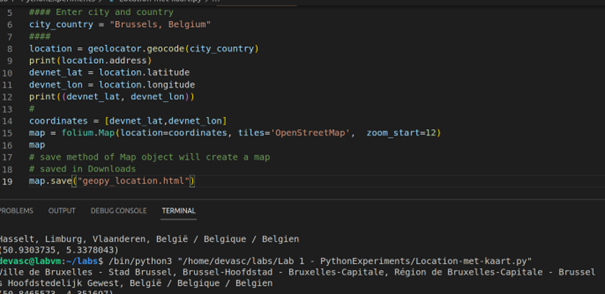 5 #### Enter city and country
6 city_country = "Brussels, Belgium"
7 ####
8 location = geolocator.geocode(city_country)
9 print(location.address)
10 devnet_lat = location.latitude
11 devnet_lon = location.longitude
12 print((devnet_lat, devnet_lon))
13 #
14 coordinates = [devnet_lat,devnet_lon]
15 map = folium.Map(location=coordinates, tiles='OpenStreetMap',  zoom_start=12)
16 map
17 # save method of Map object will create a map
18 # saved in Downloads
19 map.save("geopy_location.html")
PROBLEMS OUTPUT DEBUG CONSOLE TERMINAL
Hasselt, Limburg, Vlaanderen, België / Belgique / Belgien
(50.9303735, 5.3378043)
devasc@labvm:~/labs$ /bin/python3 "/home/devasc/labs/Lab 1 - PythonExperiments/Location-met-kaart.py"
Ville de Bruxelles - Stad Brussel, Brussel-Hoofdstad - Bruxelles-Capitale, Région de Bruxelles-Capitale - Brussel
s Hoofdstedelijk Gewest, België / Belgique / Belgien
(50.8465573, 4.351697)